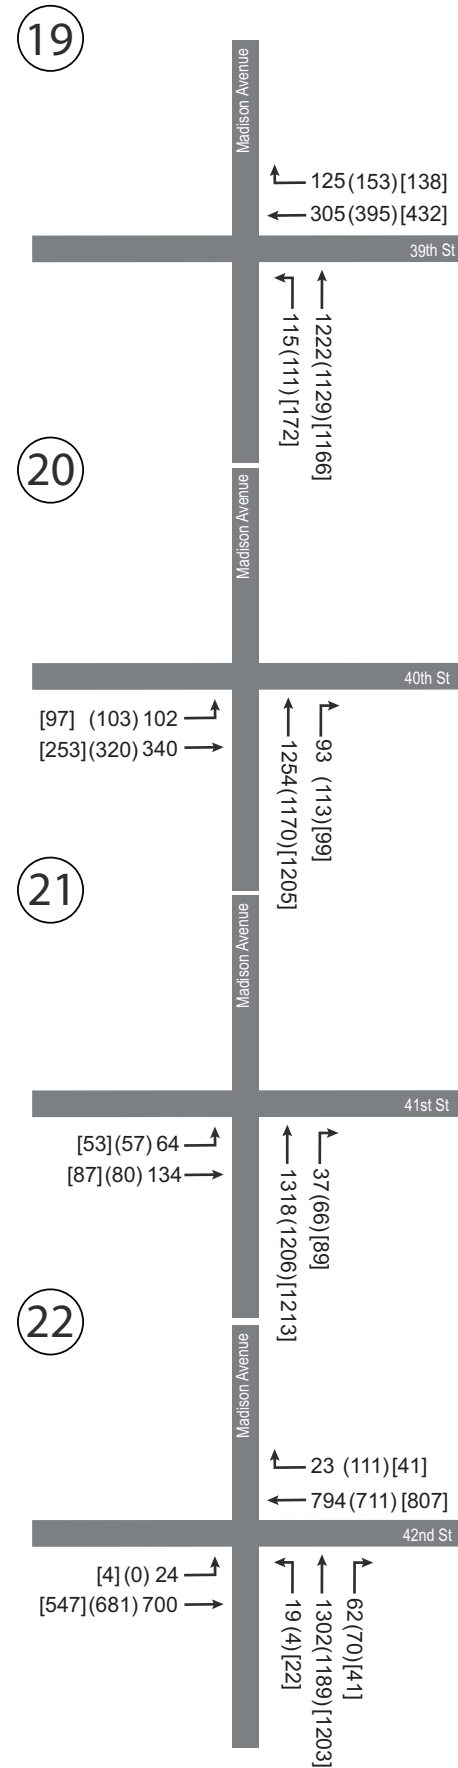 19
Madison Avenue
125 (153) [138]
305 (395) [432]
39th St
115 (111) [172]
1222 (1129) [1166]
20
Madison Avenue
40th St
[97] (103) 102
[253] (320) 340
1254 (1170) [1205]
93 (113) [99]
21
Madison Avenue
41st St
[53] (57) 64
[87] (80) 134
1318 (1206) [1213]
37 (66) [89]
22
Madison Avenue
23 (111) [41]
794 (711) [807]
42nd St
[4] (0) 24
[547] (681) 700
19 (4) [22]
1302 (1189) [1203]
62 (70) [41]